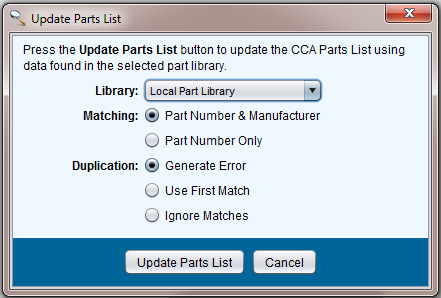 Update Parts List
Press the Update Parts List button to update the CCA Parts List using
data found in the selected part library.
Library: Local Part Library
Matching: Part Number & Manufacturer
Part Number Only
Duplication: Generate Error
Use First Match
Ignore Matches
Update Parts List Cancel